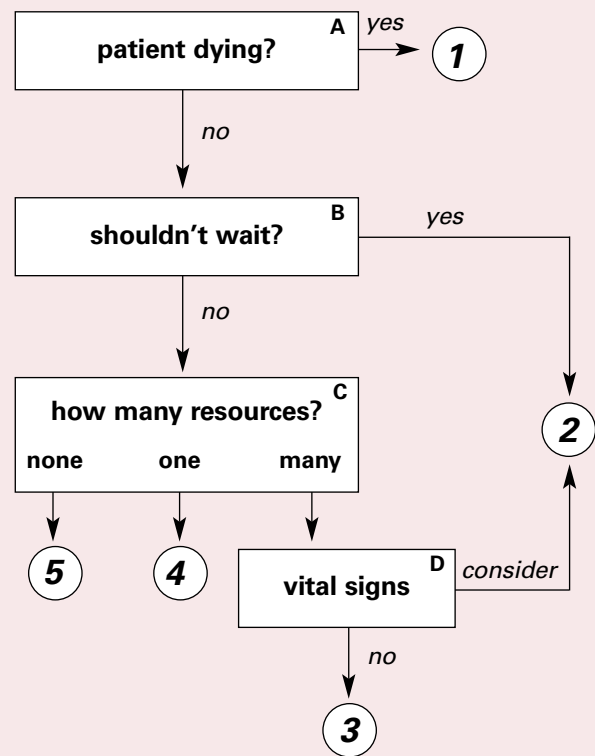 A
patient dying?
yes
1
no
B
shouldn't wait?
yes
no
C
how many resources?
none one many
2
5
4
D
vital signs
consider
no
3